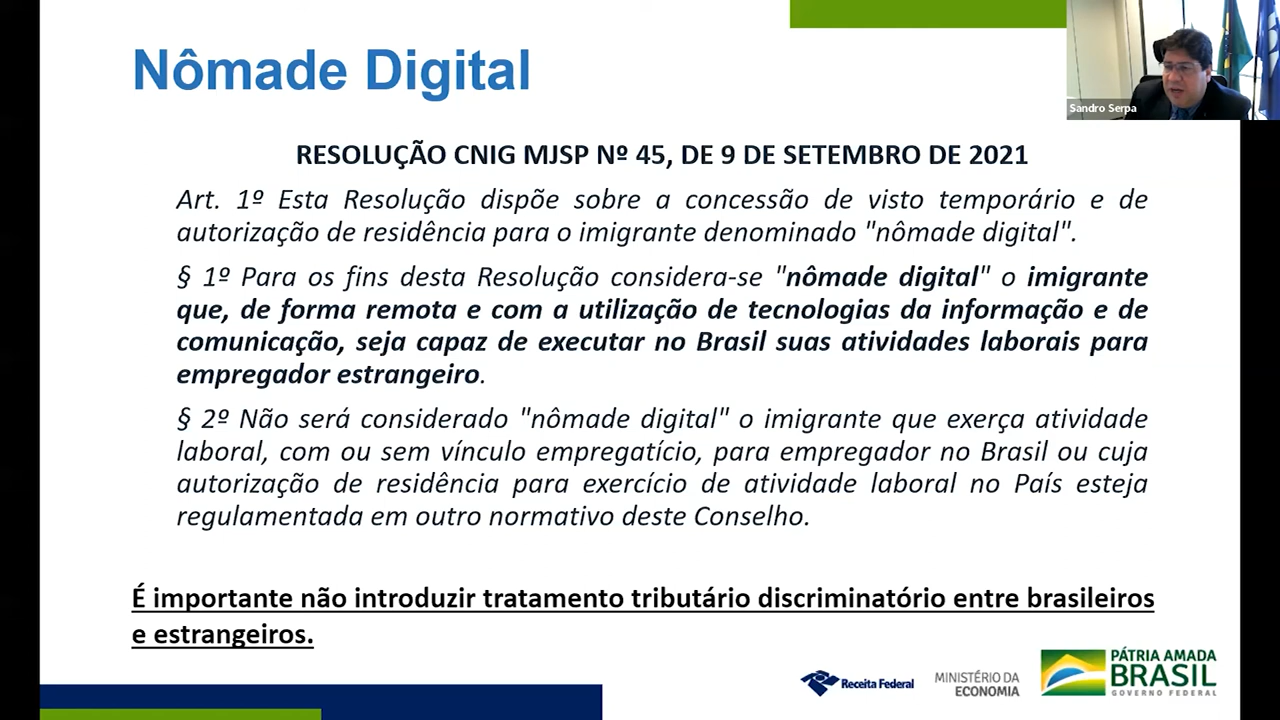 Nômade Digital
Sandro Serpa
RESOLUÇÃO CNIG MJSP Nº 45, DE 9 DE SETEMBRO DE 2021
Art. 1º Esta Resolução dispõe sobre a concessão de visto temporário e de
autorização de residência para o imigrante denominado "nômade digital".
§ 1º Para os fins desta Resolução considera-se "nômade digital" o imigrante
que, de forma remota e com a utilização de tecnologias da informação e de
comunicação, seja capaz de executar no Brasil suas atividades laborais para
empregador estrangeiro.
§ 2º Não será considerado "nômade digital" o imigrante que exerça atividade
laboral, com ou sem vínculo empregatício, para empregador no Brasil ou cuja
autorização de residência para exercício de atividade laboral no País esteja
regulamentada em outro normativo deste Conselho.
É importante não introduzir tratamento tributário discriminatório entre brasileiros
e estrangeiros.
Receita Federal
MINISTÉRIO DA
ECONOMIA
PÁTRIA AMADA
BRASIL
GOVERNO FEDERAL